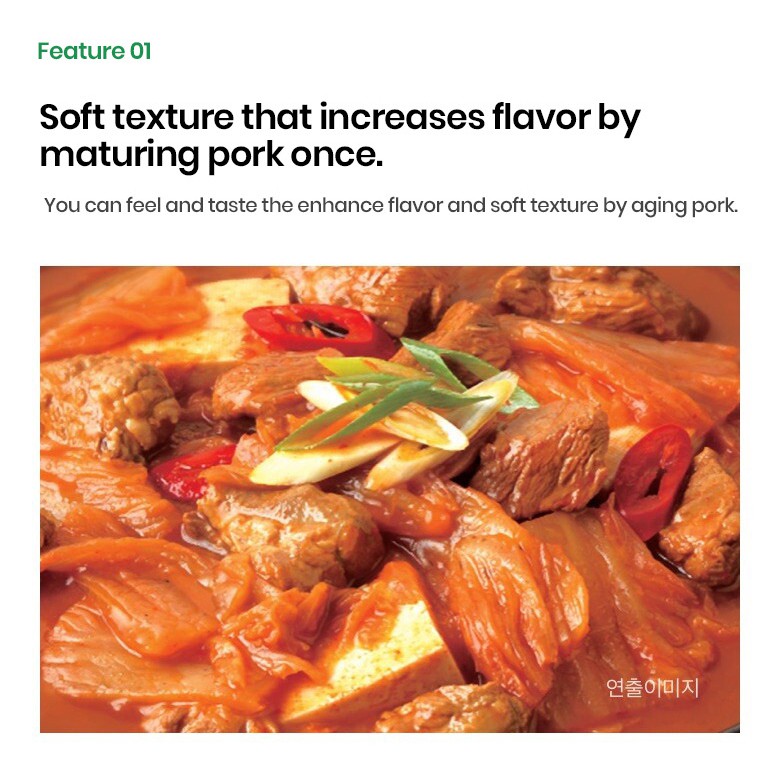 Feature 01
Soft texture that increases flavor by
maturing pork once.
You can feel and taste the enhance flavor and soft texture by aging pork.
연출이미지